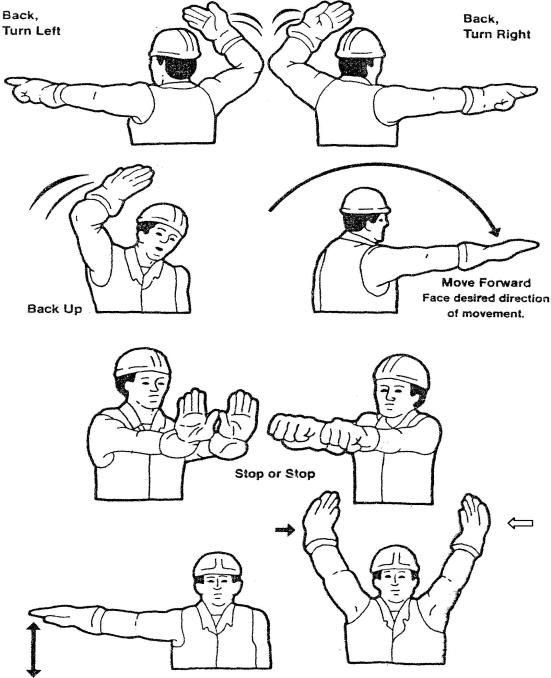 Back,
Turn Left
Back,
Turn Right
Back Up
Move Forward
Face desired direction
of movement.
Stop or Stop